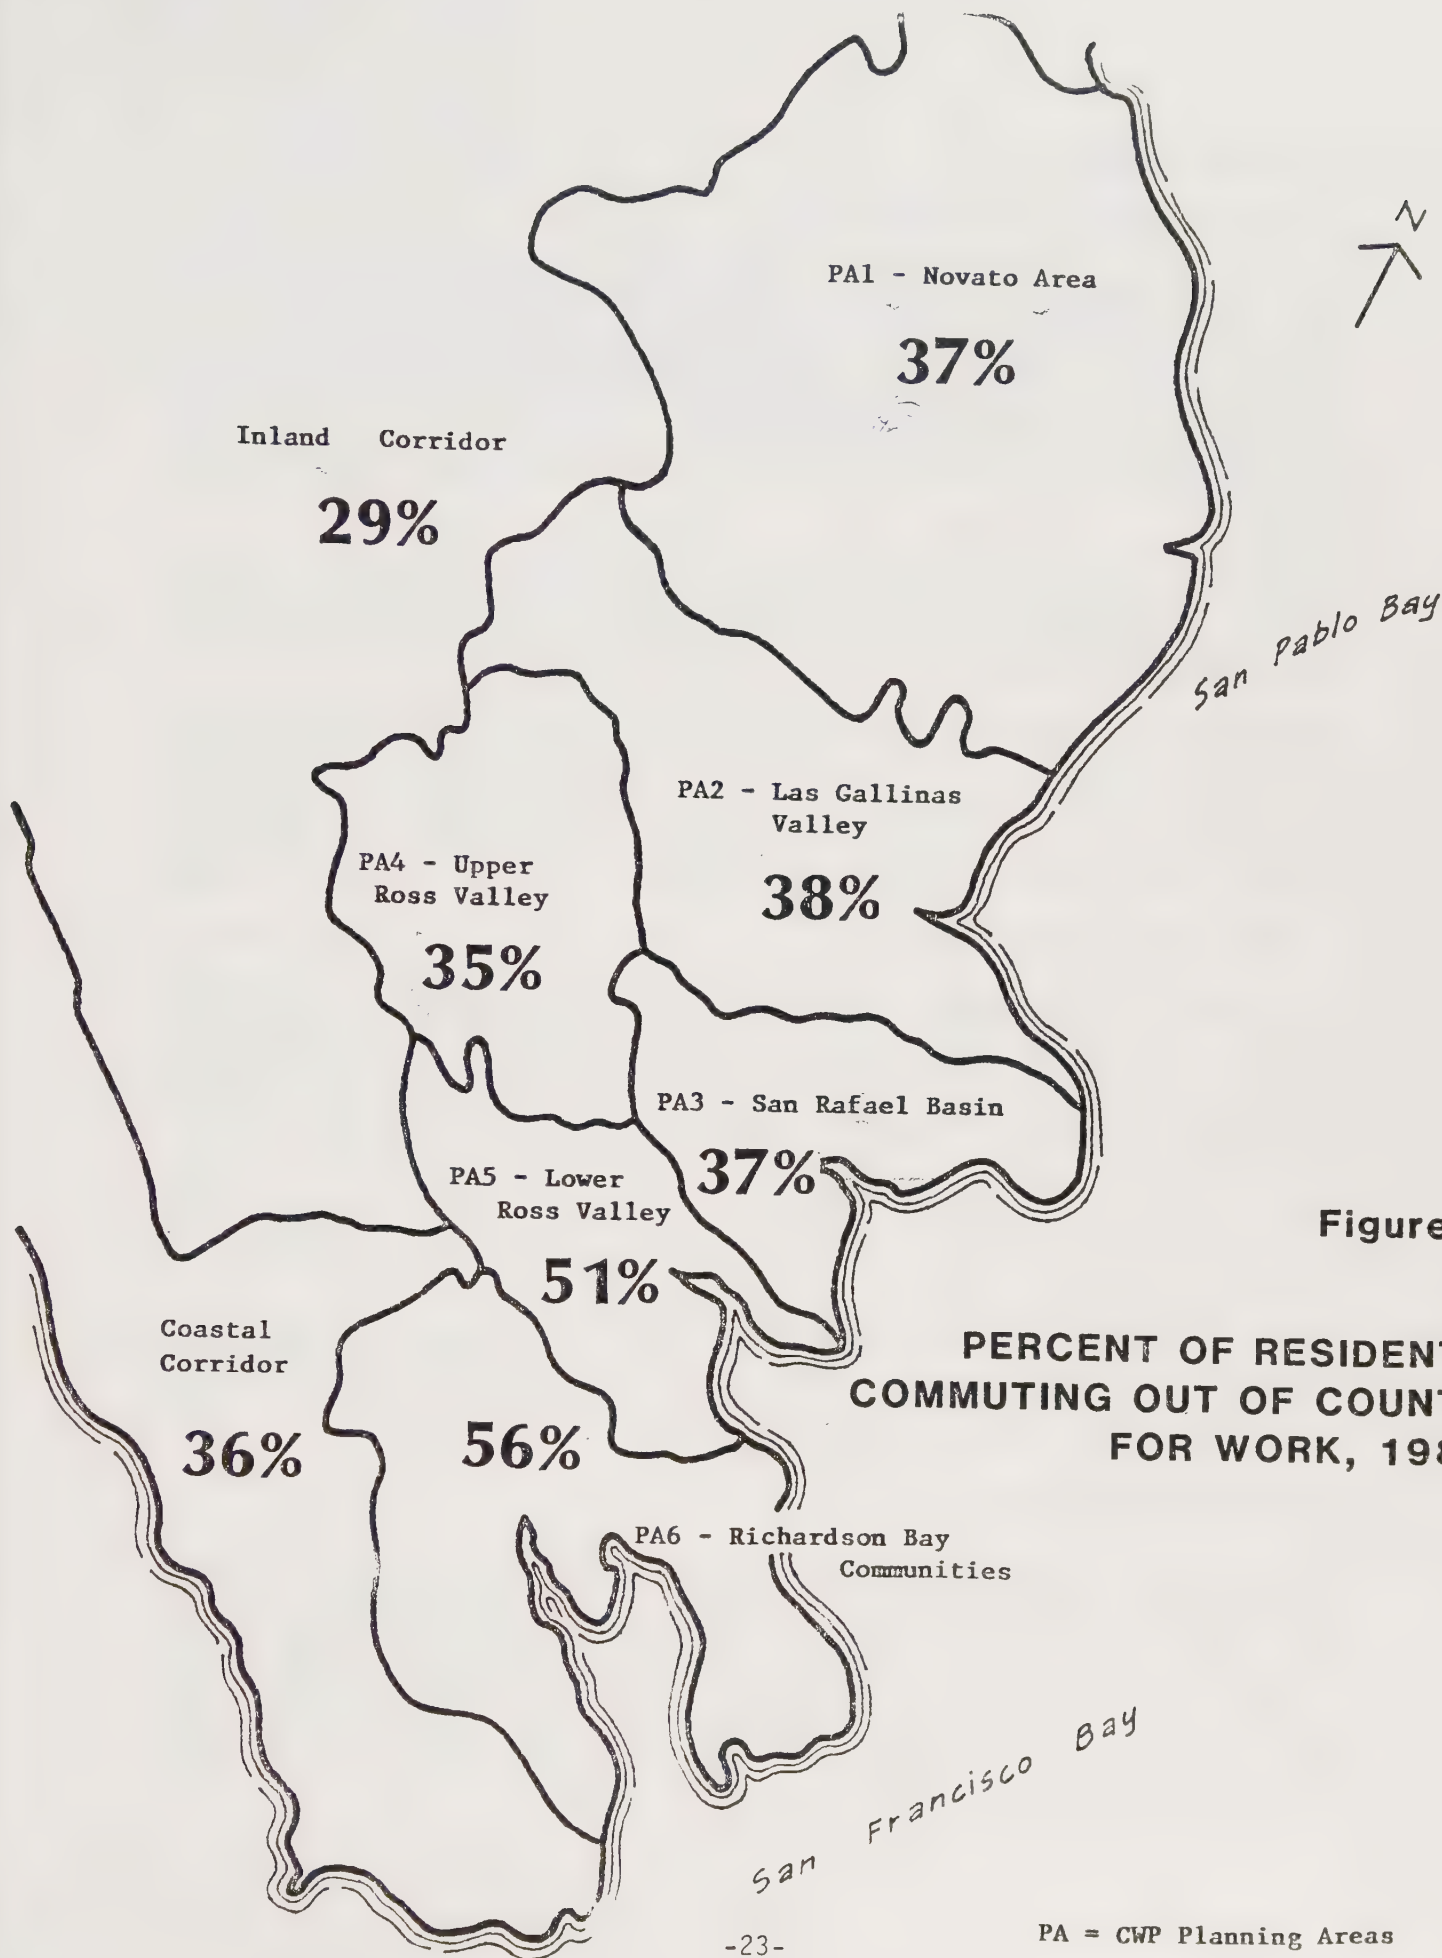 N
PA1 - Novato Area
37%
Inland Corridor
29%
San Pablo Bay
PA2 - Las Gallinas
Valley
38%
PA4 - Upper
Ross Valley
35%
PA3 - San Rafael Basin
37%
PA5 - Lower
Ross Valley
51%
Figure
Coastal
Corridor
36%
PERCENT OF RESIDENT
COMMUTING OUT OF COUNT
FOR WORK, 198
56%
PA6 - Richardson Bay
Communities
San Francisco Bay
-23-
PA = CWP Planning Areas